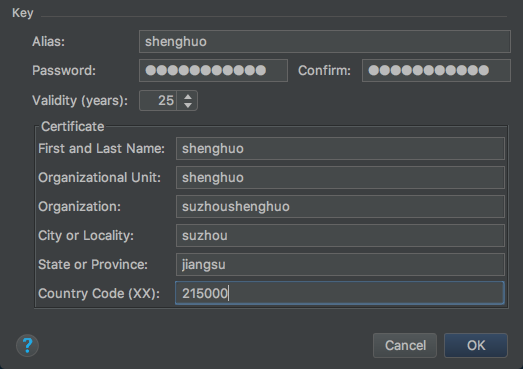 Key
Alias: shenghuo
Password: ●●●●●●●●●●● Confirm: ●●●●●●●●●●●
Validity (years): 25
Certificate
First and Last Name: shenghuo
Organizational Unit: shenghuo
Organization: suzhoushenghuo
City or Locality: suzhou
State or Province: jiangsu
Country Code (XX): 215000
? Cancel OK